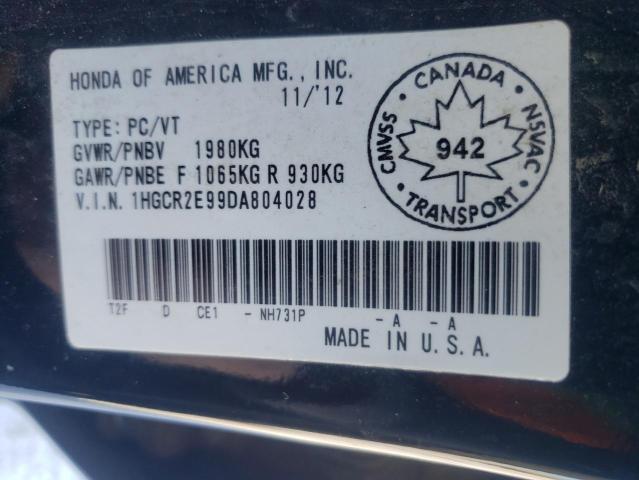 HONDA OF AMERICA MFG., INC.
11/'12
TYPE: PC/VT
GVWR/PNBV 1980KG
GAWR/PNBE F 1065KG R 930KG
V.I.N. 1HGCR2E99DA804028
CANADA
CMVSS
942
NSVAC
TRANSPORT
T2F D CE1 - NH731P - A - A
MADE IN U.S.A.